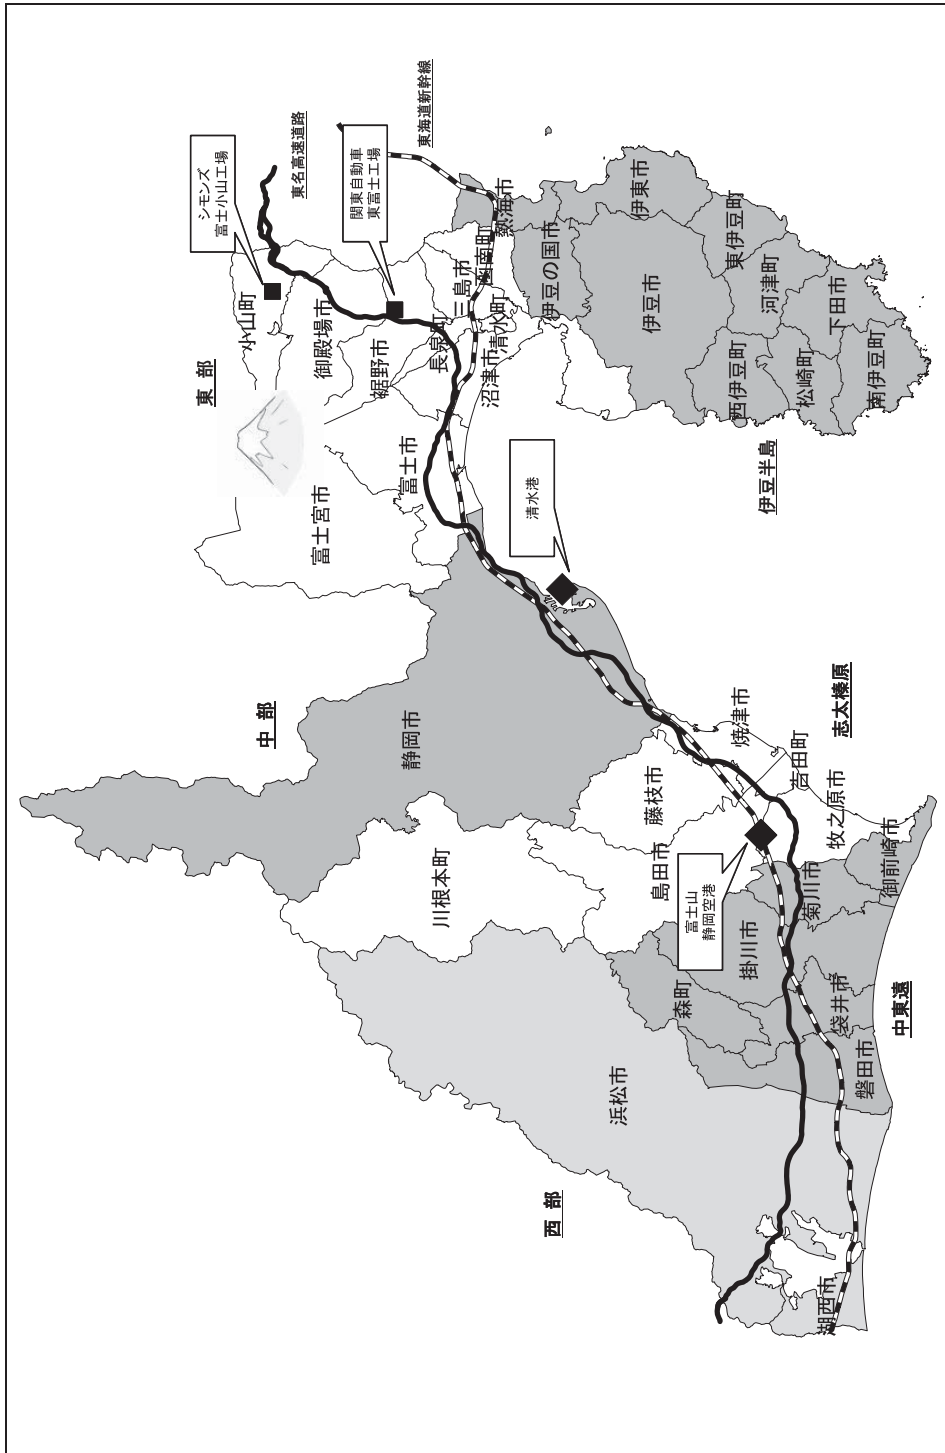 東 部
シモンズ
富士小山工場
小山町
東名高速道路
中 部
富士宮市
御殿場市
関東自動車
東富士工場
裾野市
静岡市
富士市
長泉町
東海道新幹線
川根本町
三島市
函南町
沼津市
清水町
熱海市
清水港
西 部
伊豆の国市
浜松市
島田市
藤枝市
伊豆市
伊東市
森町
富士山
静岡空港
掛川市
焼津市
西伊豆町
東伊豆町
伊豆半島
河津町
吉田町
菊川市
松崎町
湖西市
袋井市
牧之原市
志太榛原
下田市
磐田市
御前崎市
南伊豆町
中東遠